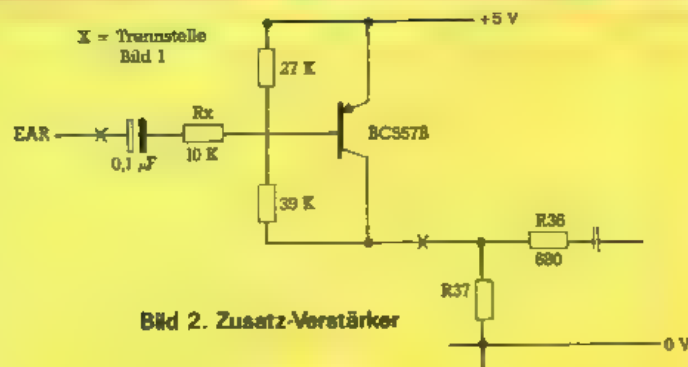 +5 V
X = Trennstelle
Bild 1
27 K
Rx
EAR
BC557B
0,1 µF
10 K
39 K
R36
680
R37
Bild 2. Zusatz-Verstärker
0 V